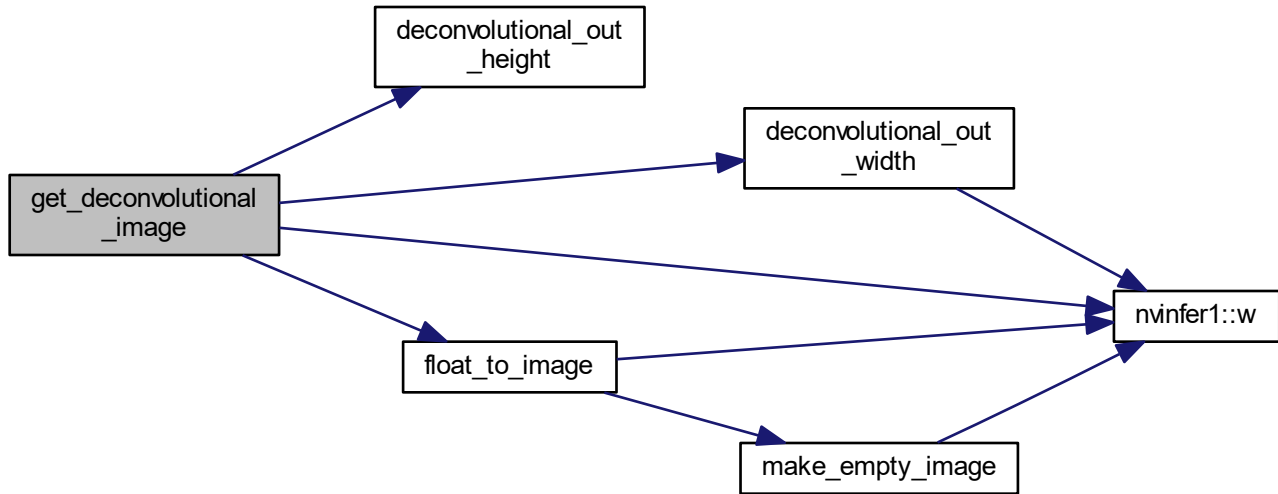 deconvolutional_out
_height
deconvolutional_out
_width
get_deconvolutional
_image
nvinfer1::w
float_to_image
make_empty_image